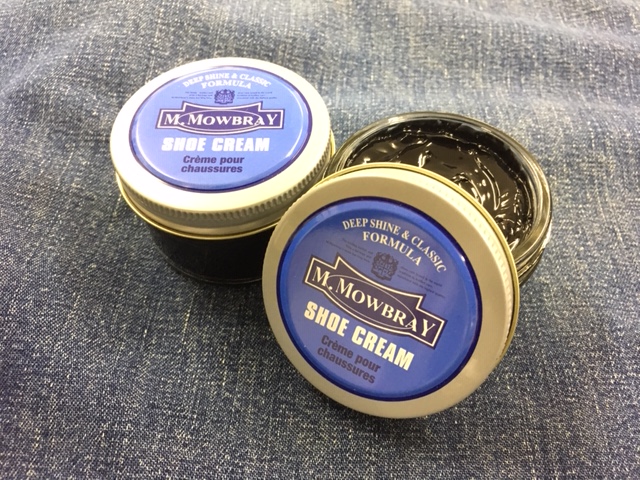 DEEP SHINE & CLASSIC
FORMULA
M. MOWBRAY
SHOE CREAM
Crème pour
chaussures
DEEP SHINE & CLASSIC
FORMULA
M. MOWBRAY
SHOE CREAM
Crème pour
chaussures